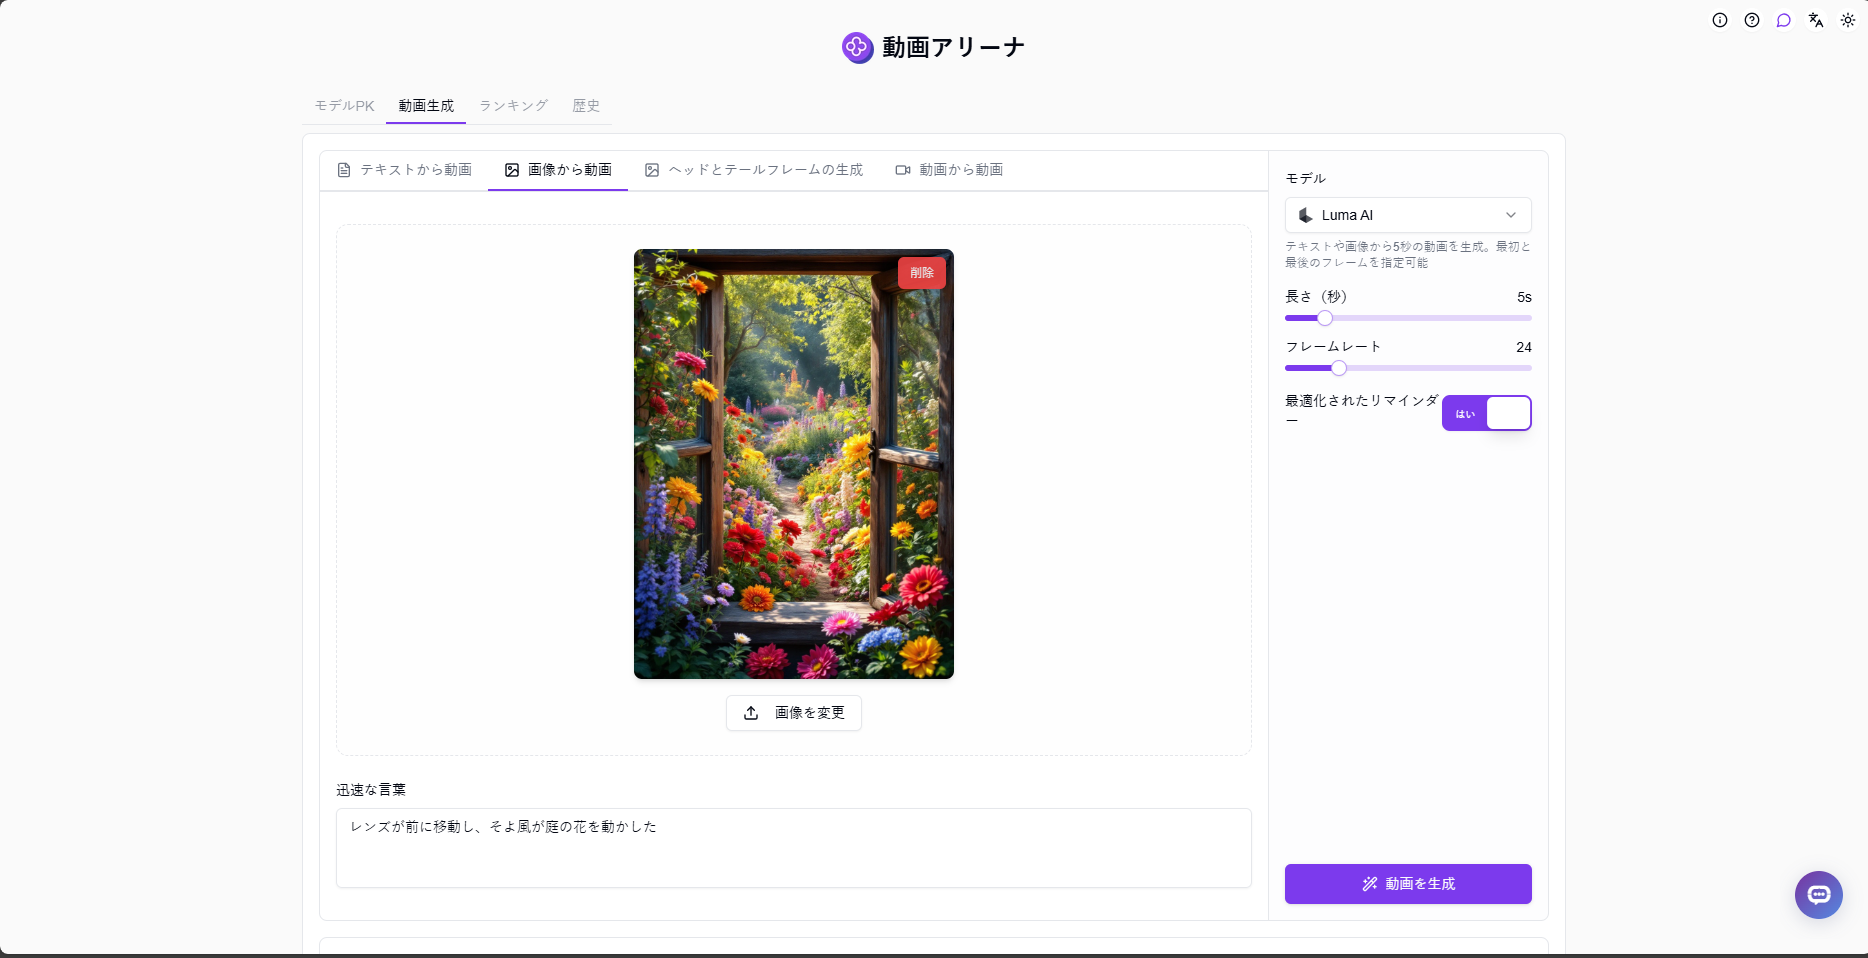 動画アリーナ
モデルPK 動画生成 ランキング 歴史
テキストから動画 画像から動画 ヘッドとテールフレームの生成 動画から動画
削除
画像を変更
迅速な言葉
レンズが前に移動し、そよ風が庭の花を動かした
モデル
Luma AI
テキストや画像から5秒の動画を生成。最初と
最後のフレームを指定可能
長さ（秒） 5s
フレームレート 24
最適化されたリマインダ
ー
はい
動画を生成